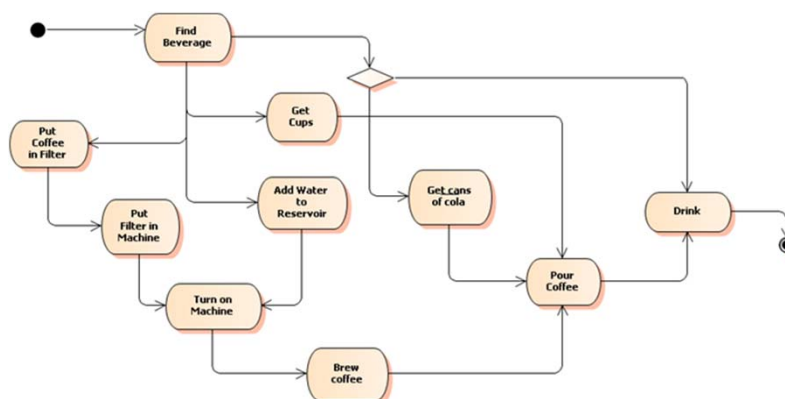 Find
Beverage
Get
Cups
Put
Coffee
in Filter
Put
Filter in
Machine
Add Water
to
Reservoir
Get cans
of cola
Drink
Pour
Coffee
Turn on
Machine
Brew
coffee